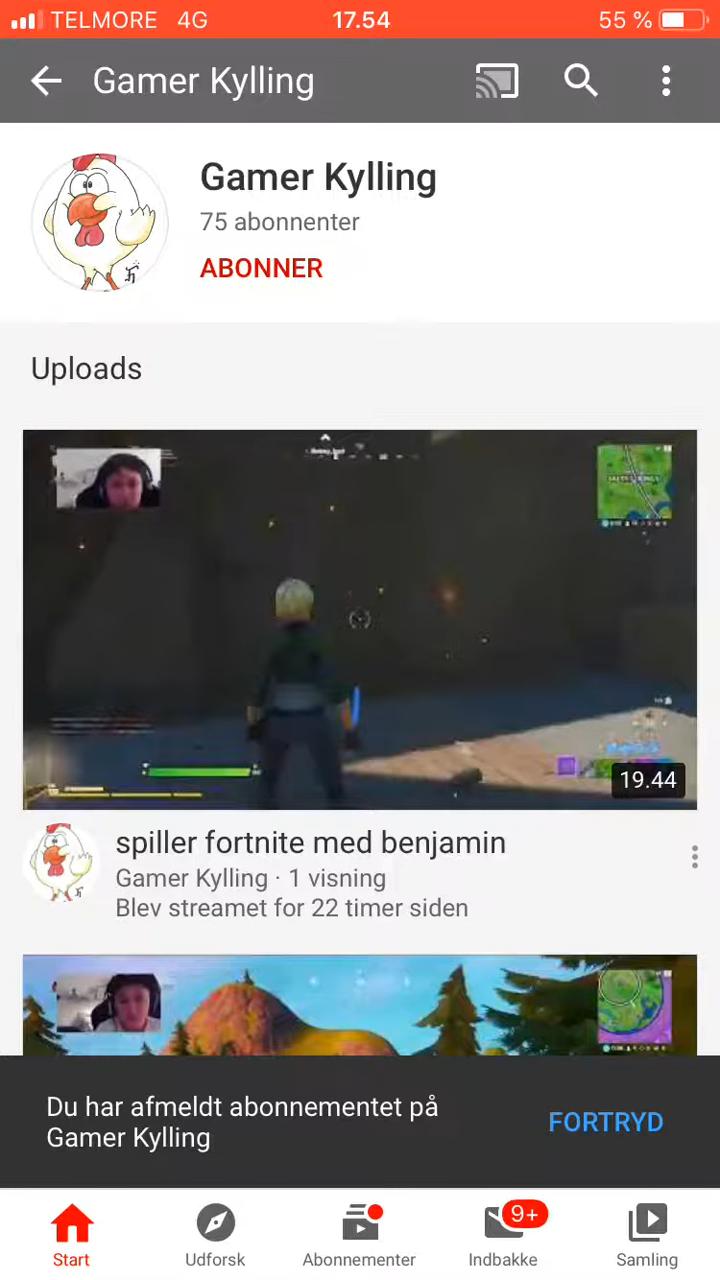 TELMORE 4G 17.54 55 %
Gamer Kylling
Gamer Kylling
75 abonnenter
ABONNER
Uploads
19.44
spiller fortnite med benjamin
Gamer Kylling · 1 visning
Blev streamet for 22 timer siden
Du har afmeldt abonnementet på
Gamer Kylling
FORTRYD
9+
Start Udforsk Abonnementer Indbakke Samling